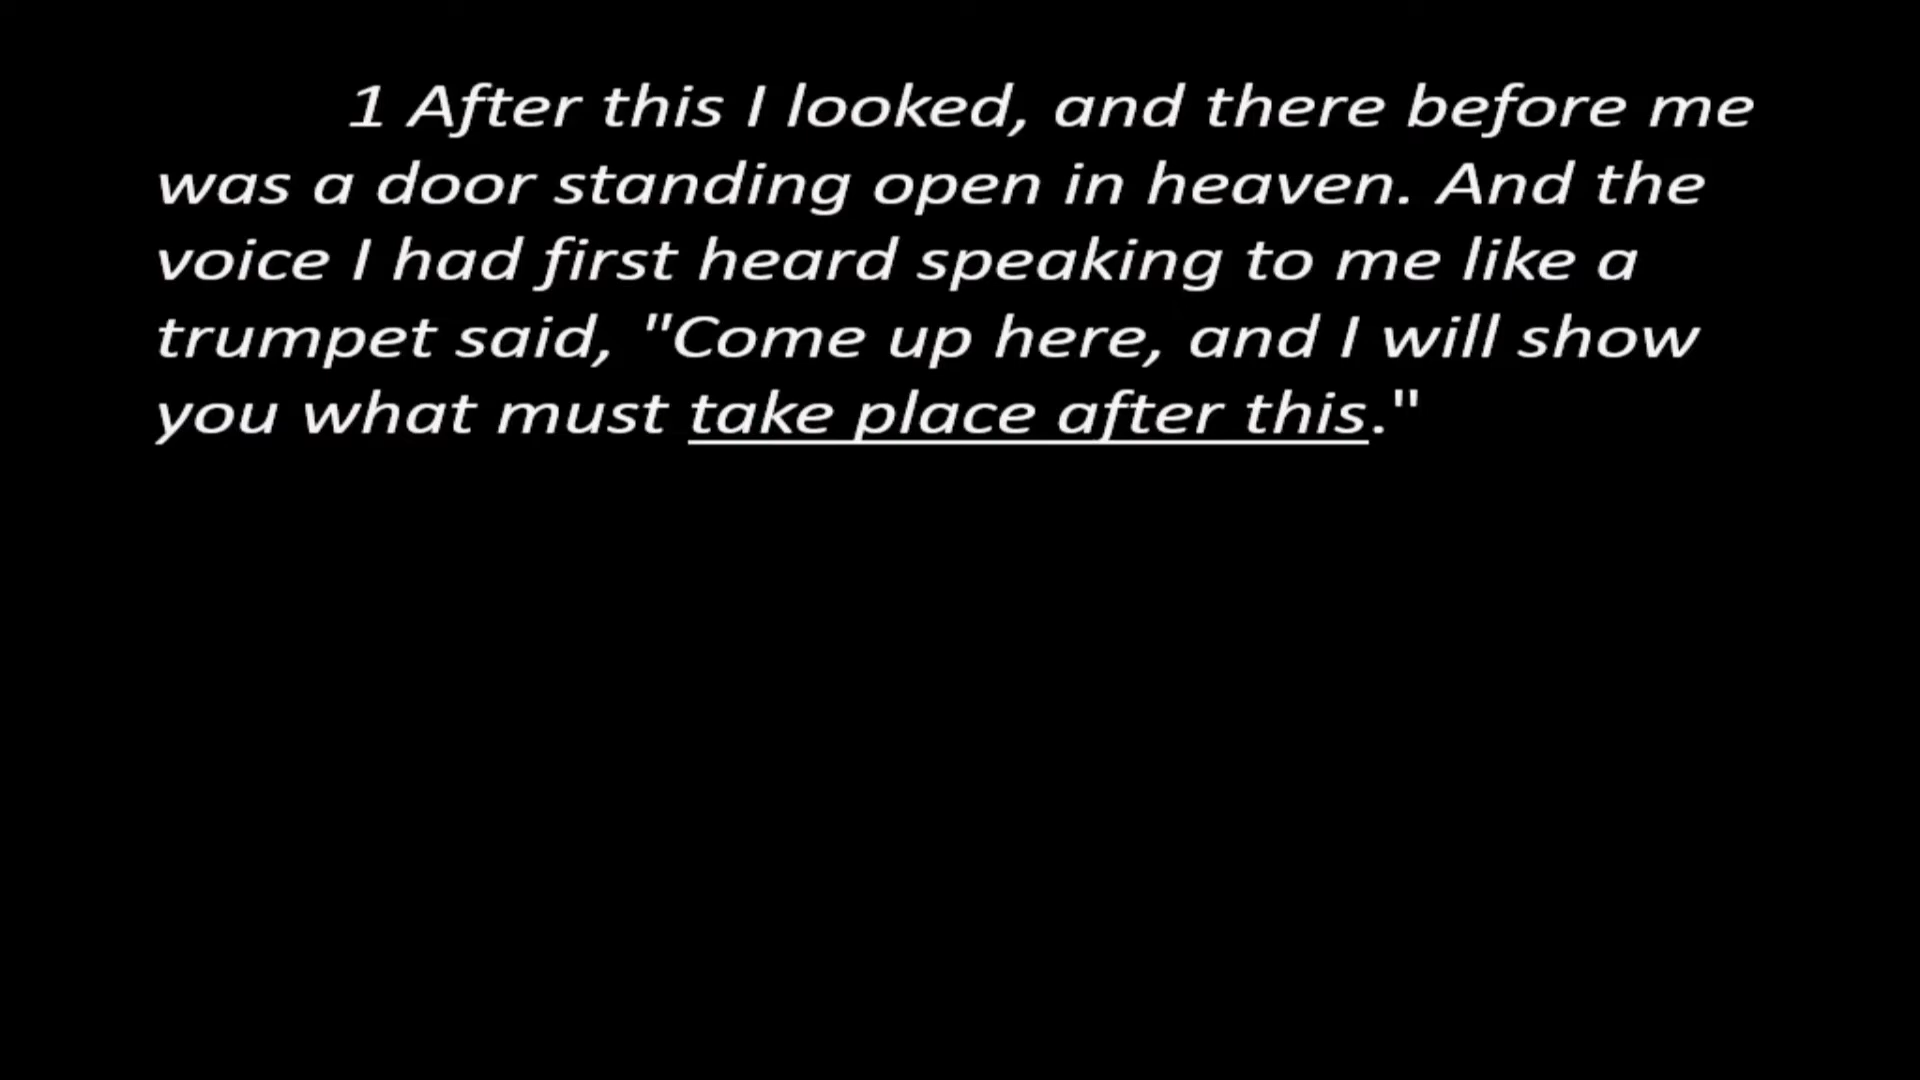 1 After this I looked, and there before me
was a door standing open in heaven. And the
voice I had first heard speaking to me like a
trumpet said, "Come up here, and I will show
you what must take place after this."